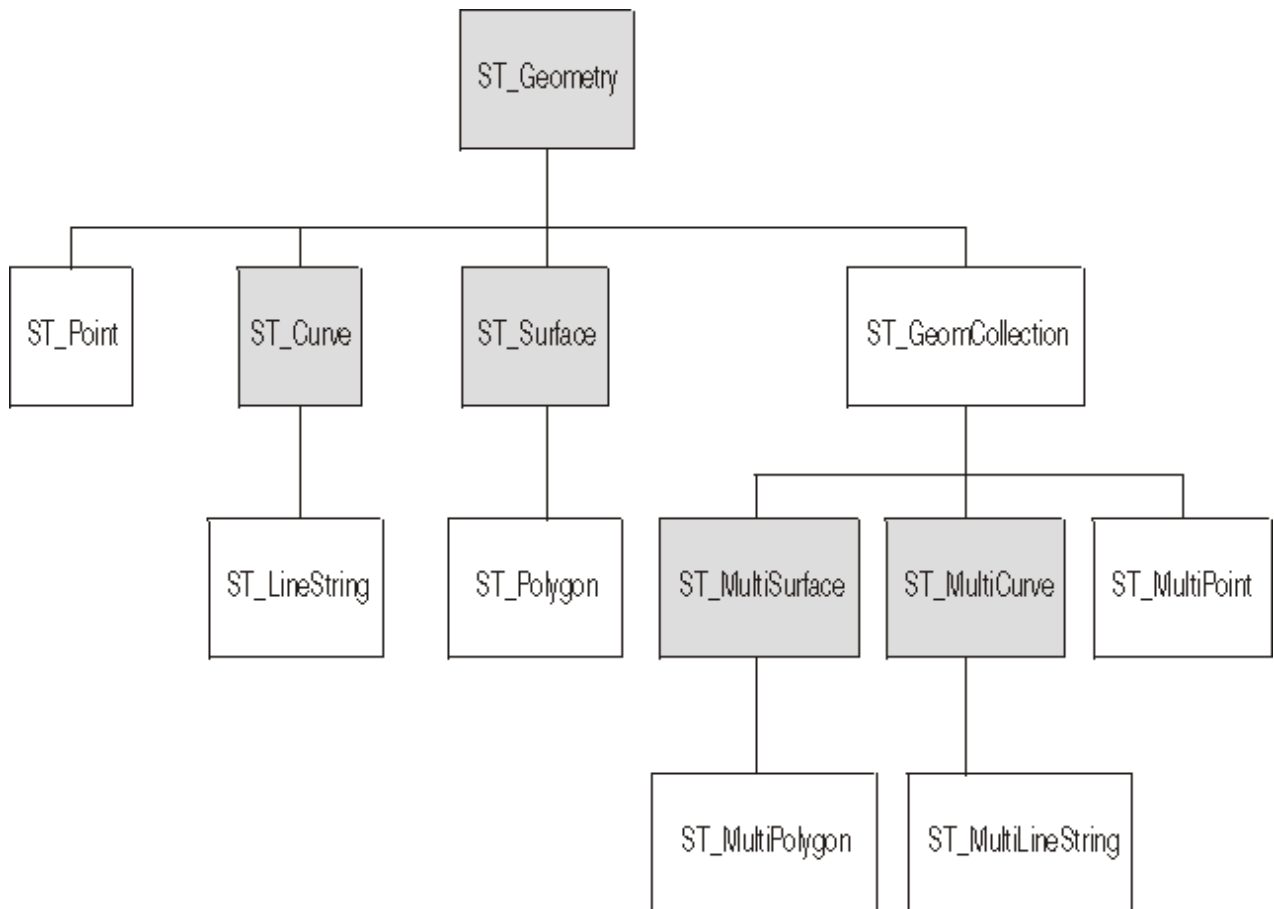 ST_Geometry
ST_Point
ST_Curve
ST_Surface
ST_GeomCollection
ST_LineString
ST_Polygon
ST_MultiSurface
ST_MultiCurve
ST_MultiPoint
ST_MultiPolygon
ST_MultiLineString